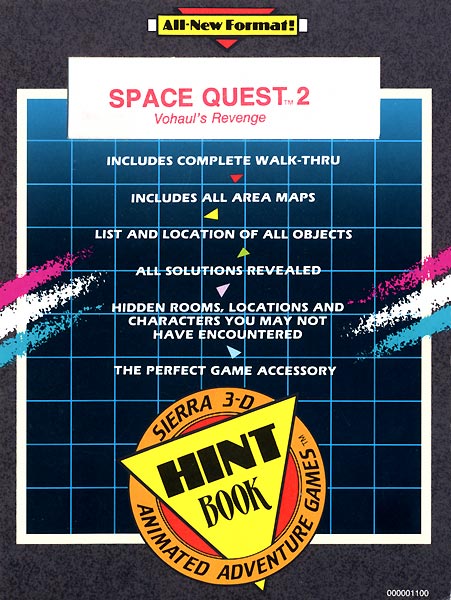 All-New Format!
SPACE QUEST™ 2
Vohaul's Revenge
INCLUDES COMPLETE WALK-THRU
INCLUDES ALL AREA MAPS
LIST AND LOCATION OF ALL OBJECTS
ALL SOLUTIONS REVEALED
HIDDEN ROOMS, LOCATIONS AND
CHARACTERS YOU MAY NOT
HAVE ENCOUNTERED
THE PERFECT GAME ACCESSORY
SIERRA 3-D
HINT
BOOK
ANIMATED ADVENTURE GAMES™
000001100